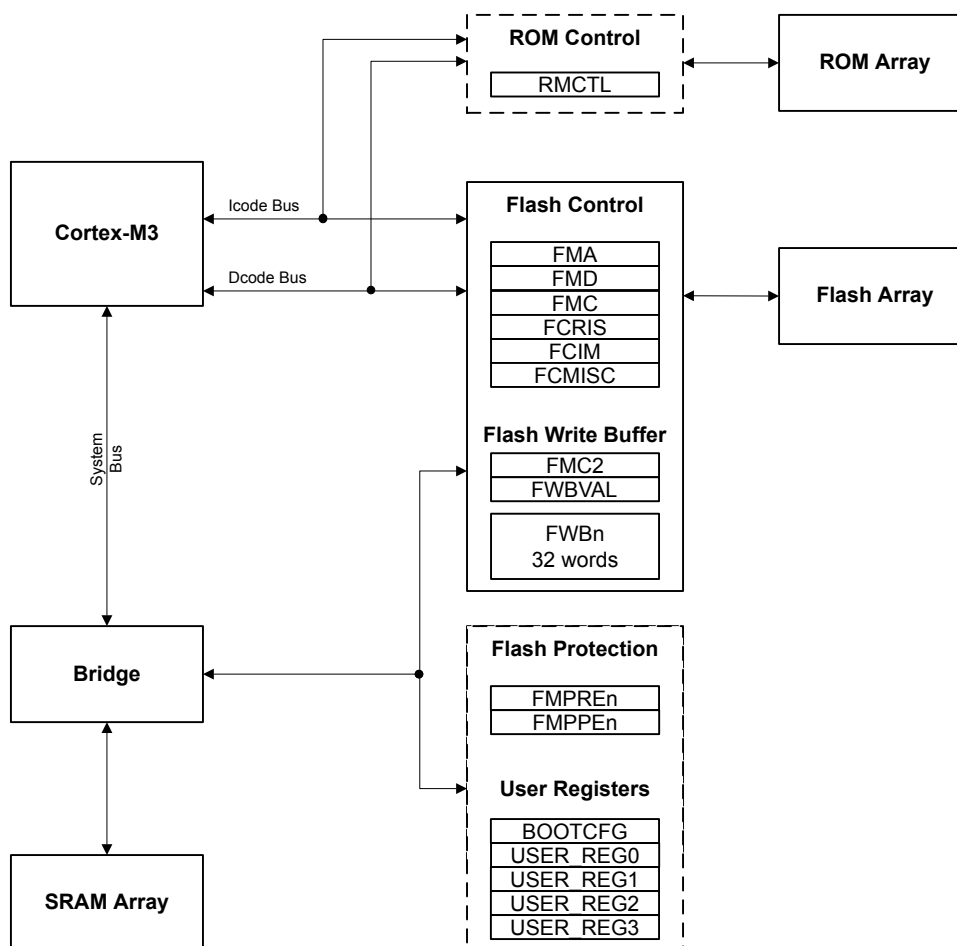 ROM Control
RMCTL
ROM Array
Cortex-M3
Icode Bus
Dcode Bus
Flash Control
FMA
FMD
FMC
FCRIS
FCIM
FCMISC
Flash Array
System
Bus
Flash Write Buffer
FMC2
FWBVAL
FWBn
32 words
Bridge
Flash Protection
FMPREn
FMPPEn
User Registers
BOOTCFG
USER_REG0
USER_REG1
USER_REG2
USER_REG3
SRAM Array